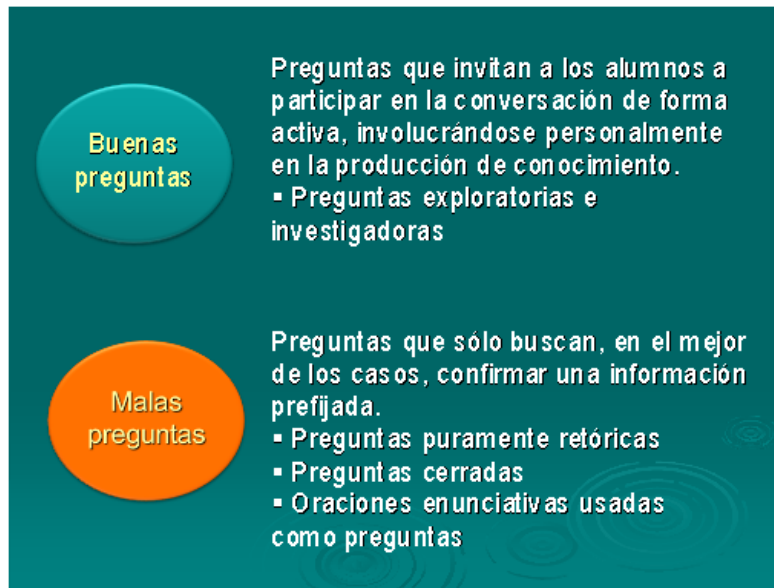 Buenas
preguntas
Preguntas que invitan a los alumnos a
participar en la conversación de forma
activa, involucrándose personalmente
en la producción de conocimiento.
▪ Preguntas exploratorias e
investigadoras
Malas
preguntas
Preguntas que sólo buscan, en el mejor
de los casos, confirmar una información
prefijada.
▪ Preguntas puramente retóricas
▪ Preguntas cerradas
▪ Oraciones enunciativas usadas
como preguntas